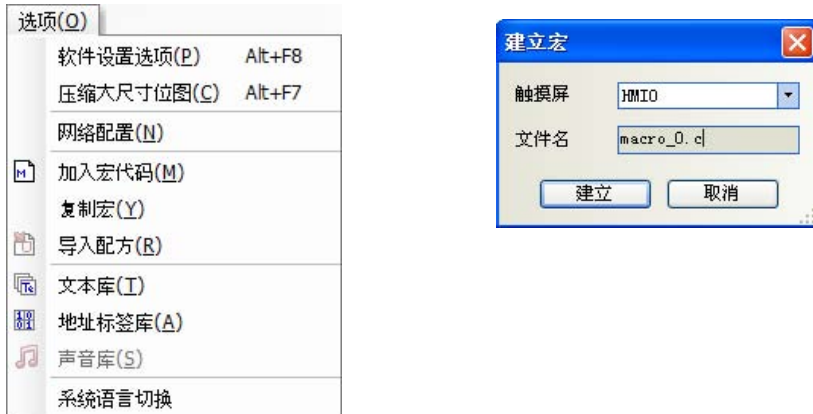 选项(O)
软件设置选项(P) Alt+F8
压缩大尺寸位图(C) Alt+F7
网络配置(N)
加入宏代码(M)
复制宏(Y)
导入配方(R)
文本库(T)
地址标签库(A)
声音库(S)
系统语言切换
建立宏
触摸屏 HMI0
文件名 macro_0.c
建立 取消